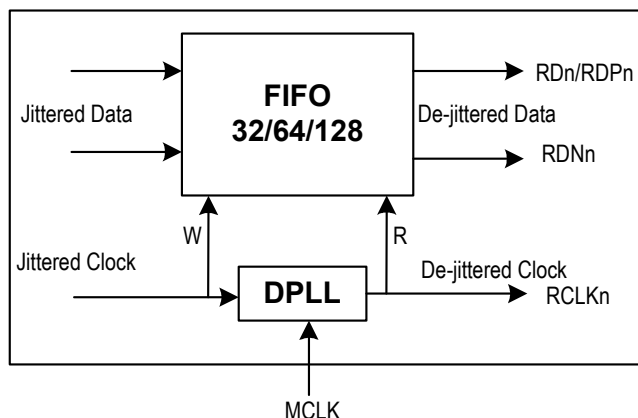 RDn/RDPn
FIFO
32/64/128
Jittered Data
De-jittered Data
RDNn
W
R
Jittered Clock
De-jittered Clock
DPLL
RCLKn
MCLK